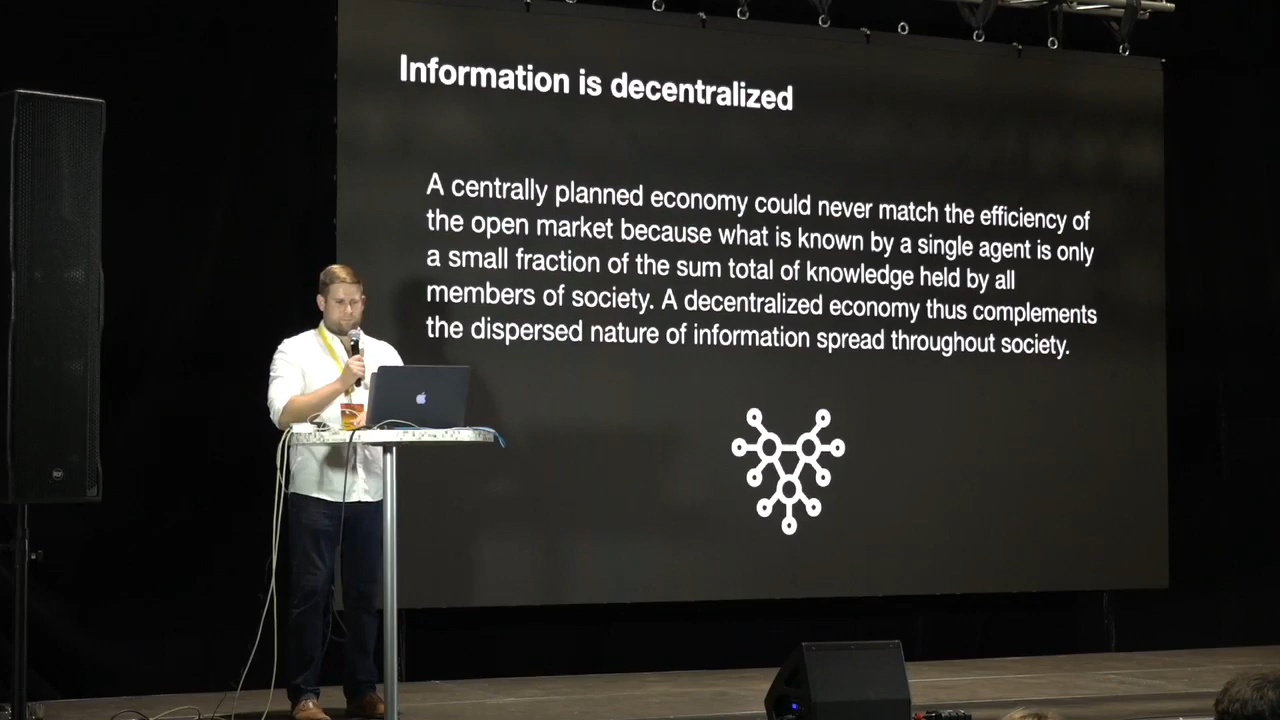 Information is decentralized
A centrally planned economy could never match the efficiency of
the open market because what is known by a single agent is only
a small fraction of the sum total of knowledge held by all
members of society. A decentralized economy thus complements
the dispersed nature of information spread throughout society.
RCF